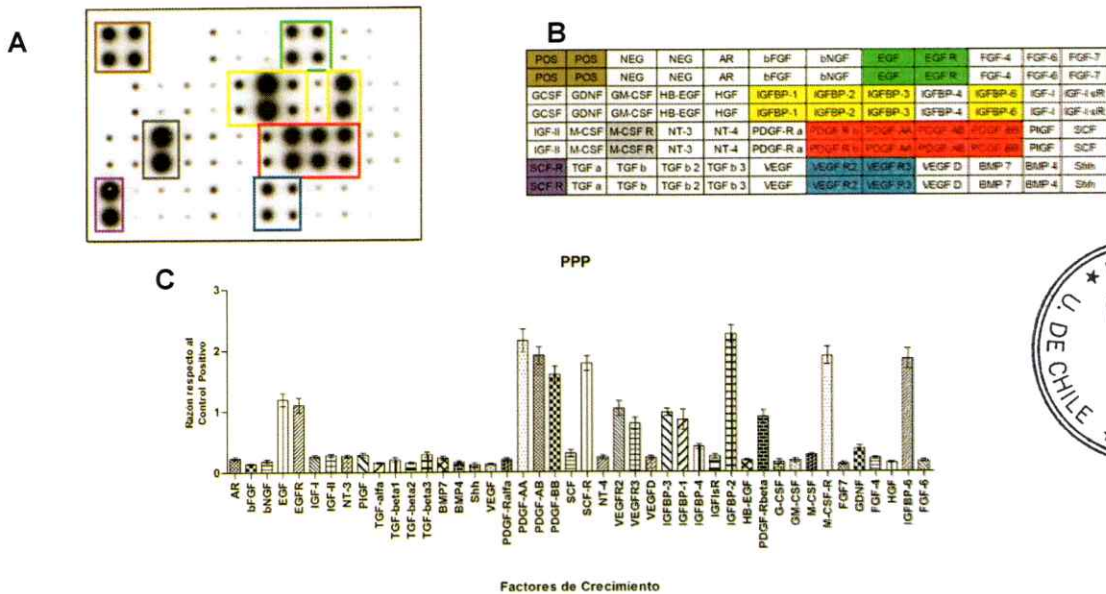 A
B
POS POS NEG NEG AR bFGF bNGF EGF EGF R FGF-4 FGF-6 FGF-7
POS POS NEG NEG AR bFGF bNGF EGF EGF R FGF-4 FGF-6 FGF-7
GCSF GDNF GM-CSF HB-EGF HGF IGFBP-1 IGFBP-2 IGFBP-3 IGFBP-4 IGFBP-6 IGF-I IGF-I sR
GCSF GDNF GM-CSF HB-EGF HGF IGFBP-1 IGFBP-2 IGFBP-3 IGFBP-4 IGFBP-6 IGF-I IGF-I sR
IGF-II M-CSF M-CSF R NT-3 NT-4 PDGF-R a PDGF-R b PDGF-AA PDGF-AB PDGF-BB PlGF SCF
IGF-II M-CSF M-CSF R NT-3 NT-4 PDGF-R a PDGF-R b PDGF-AA PDGF-AB PDGF-BB PlGF SCF
SCF-R TGF a TGF b TGF b 2 TGF b 3 VEGF VEGF R2 VEGF R3 VEGF D BMP 7 BMP 4 Shh
SCF R TGF a TGF b TGF b 2 TGF b 3 VEGF VEGF R2 VEGF R3 VEGF D BMP 7 BMP 4 Shh
C
PPP
Razón respecto al
Control Positivo
3
2
1
0
AR bFGF bNGF EGF EGFR IGF-I IGF-II NT-3 PlGF TGF-alfa TGF-beta1 TGF-beta2 TGF-beta3 BMP7 BMP4 Shh VEGF PDGF-Ralfa PDGF-AA PDGF-AB PDGF-BB SCF SCF-R NT-4 VEGFR2 VEGFR3 VEGFD IGFBP-3 IGFBP-1 IGFBP-4 IGFIsR IGFBP-2 HB-EGF PDGF-Rbeta G-CSF GM-CSF M-CSF M-CSF-R FGF7 GDNF FGF-4 HGF IGFBP-6 FGF-6
Factores de Crecimiento
U. DE CHILE